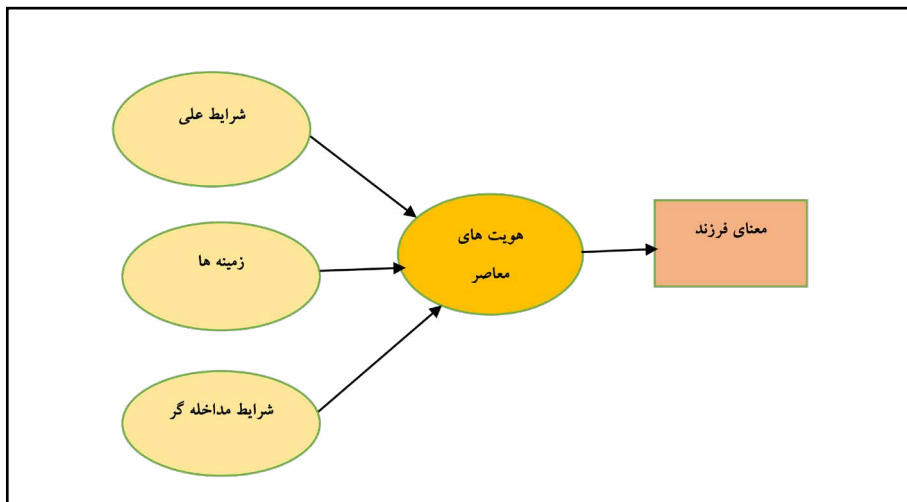 شرایط علی
زمینه ها
شرایط مداخله گر
هویت های
معاصر
معنای فرزند